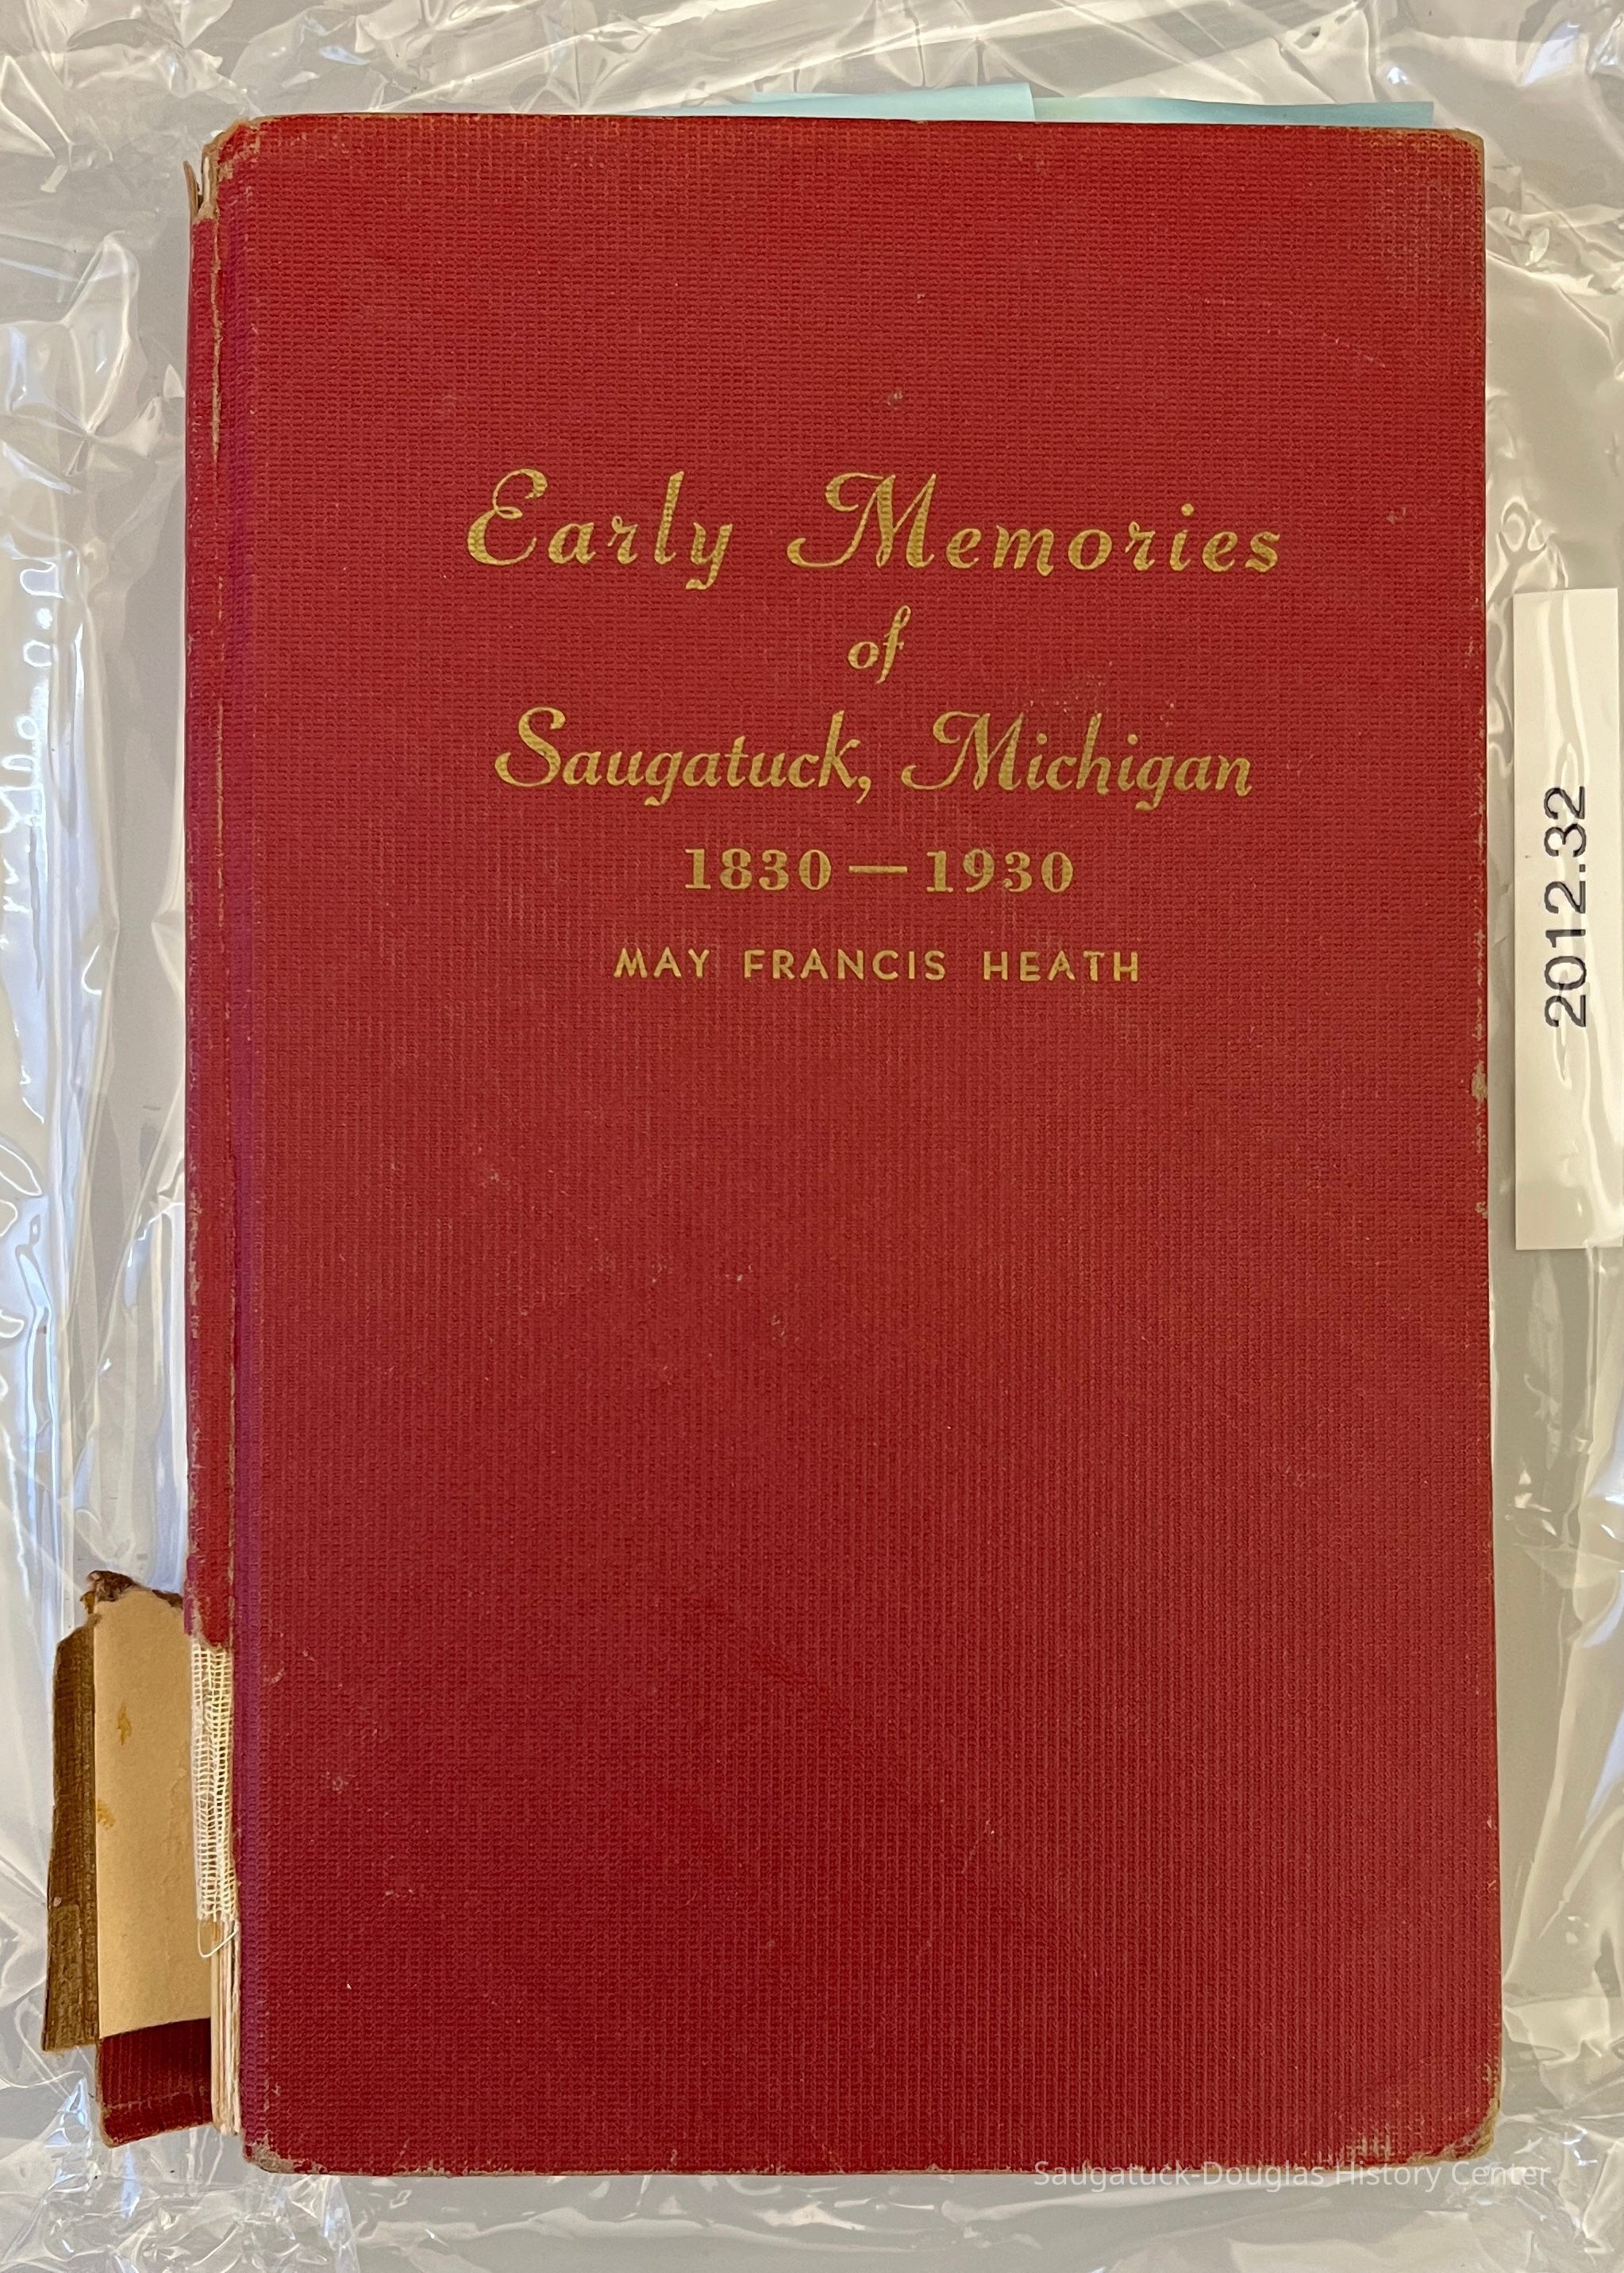 Early Memories
of
Saugatuck, Michigan
1830 — 1930
MAY FRANCIS HEATH
2012.32
Saugatuck-Douglas History Center